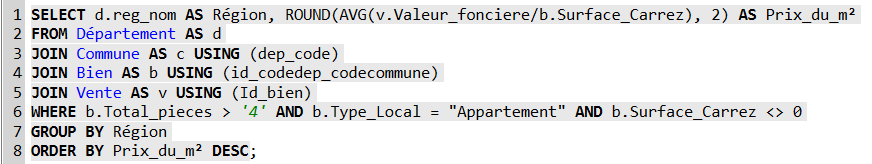 1 SELECT d.reg_nom AS Région, ROUND(AVG(v.Valeur_fonciere/b.Surface_Carrez), 2) AS Prix_du_m²
2 FROM Département AS d
3 JOIN Commune AS c USING (dep_code)
4 JOIN Bien AS b USING (id_codedep_codecommune)
5 JOIN Vente AS v USING (Id_bien)
6 WHERE b.Total_pieces > '4' AND b.Type_Local = "Appartement" AND b.Surface_Carrez <> 0
7 GROUP BY Région
8 ORDER BY Prix_du_m² DESC;